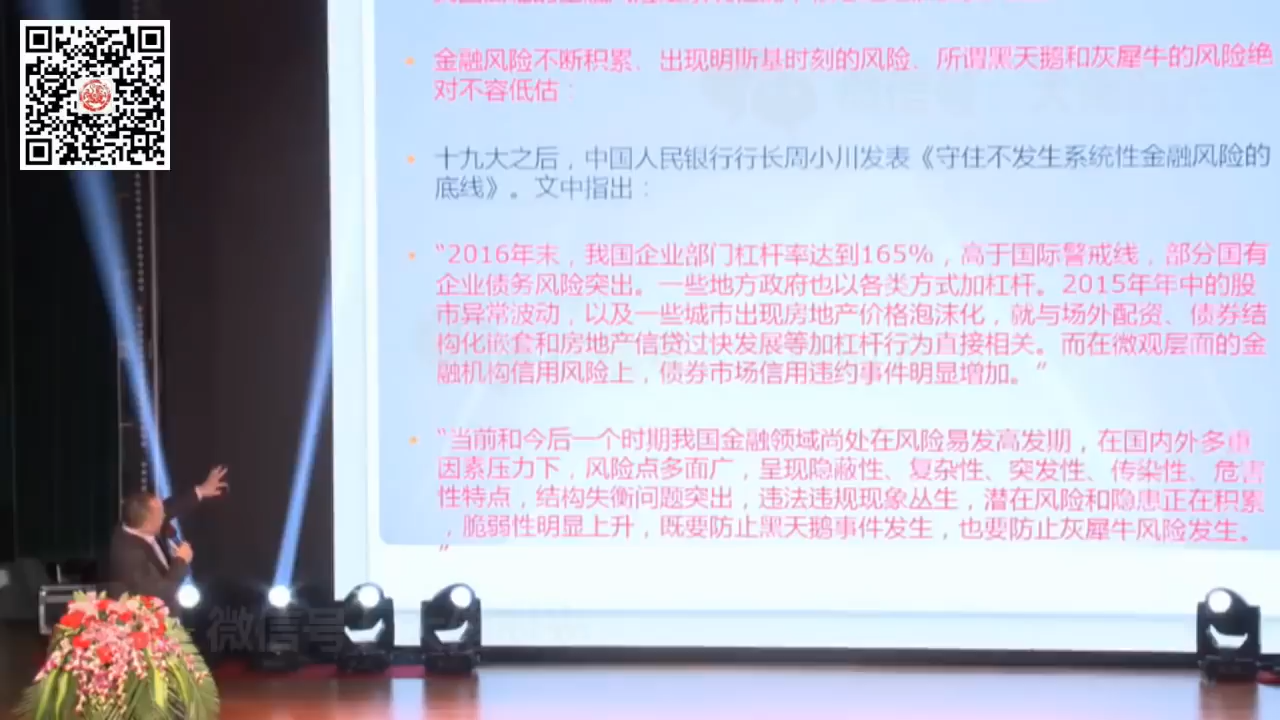 金融风险不断积累、出现明斯基时刻的风险、所谓黑天鹅和灰犀牛的风险绝
对不容低估：
十九大之后，中国人民银行行长周小川发表《守住不发生系统性金融风险的
底线》。文中指出：
“2016年末，我国企业部门杠杆率达到165%，高于国际警戒线，部分国有
企业债务风险突出。一些地方政府也以各类方式加杠杆。2015年年中的股
市异常波动，以及一些城市出现房地产价格泡沫化，就与场外配资、债券结
构化嵌套和房地产信贷过快发展等加杠杆行为直接相关。而在微观层面的金
融机构信用风险上，债券市场信用违约事件明显增加。”
“当前和今后一个时期我国金融领域尚处在风险易发高发期，在国内外多重
因素压力下，风险点多面广，呈现隐蔽性、复杂性、突发性、传染性、危害
性特点，结构失衡问题突出，违法违规现象丛生，潜在风险和隐患正在积累
，脆弱性明显上升，既要防止黑天鹅事件发生，也要防止灰犀牛风险发生。
”
微信号